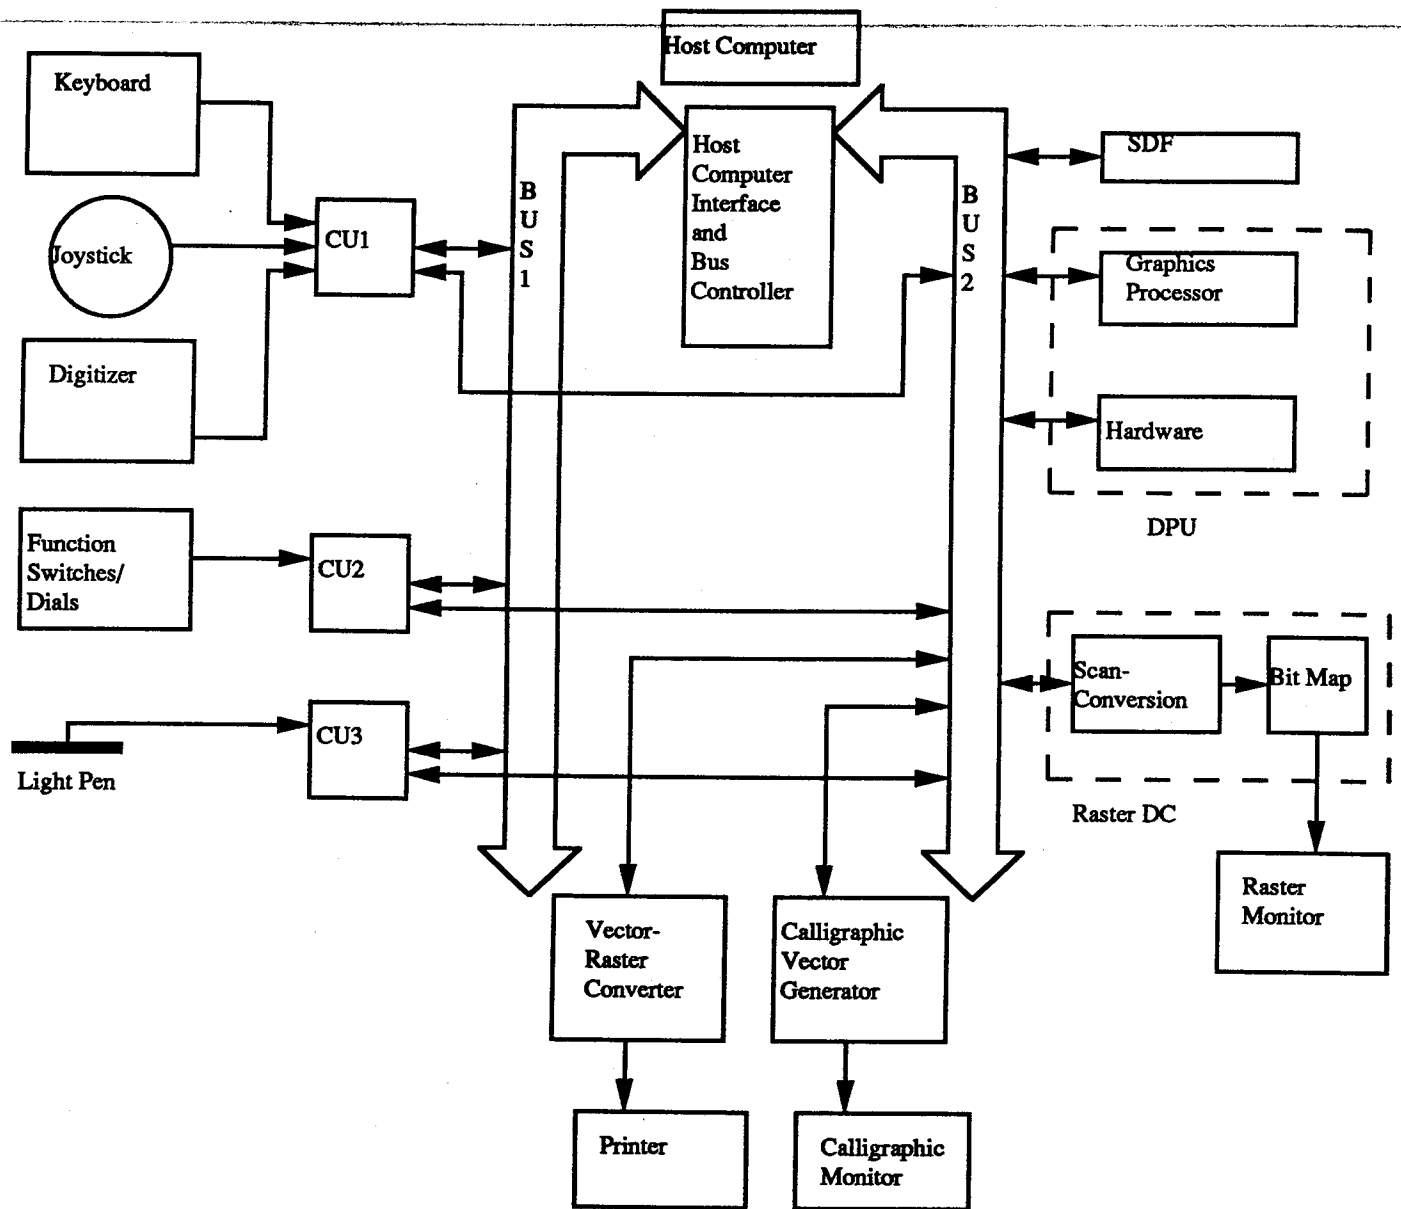 Host Computer
Keyboard
Joystick
Digitizer
Function
Switches/
Dials
Light Pen
CU1
CU2
CU3
B
U
S
1
Host
Computer
Interface
and
Bus
Controller
B
U
S
2
SDF
Graphics
Processor
Hardware
DPU
Scan-
Conversion
Bit Map
Raster DC
Raster
Monitor
Vector-
Raster
Converter
Calligraphic
Vector
Generator
Printer
Calligraphic
Monitor